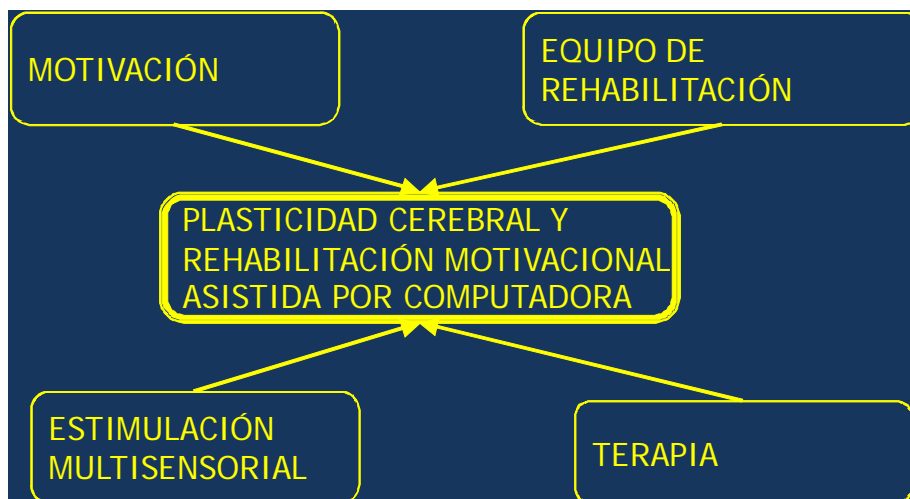 MOTIVACIÓN
EQUIPO DE
REHABILITACIÓN
PLASTICIDAD CEREBRAL Y
REHABILITACIÓN MOTIVACIONAL
ASISTIDA POR COMPUTADORA
ESTIMULACIÓN
MULTISENSORIAL
TERAPIA